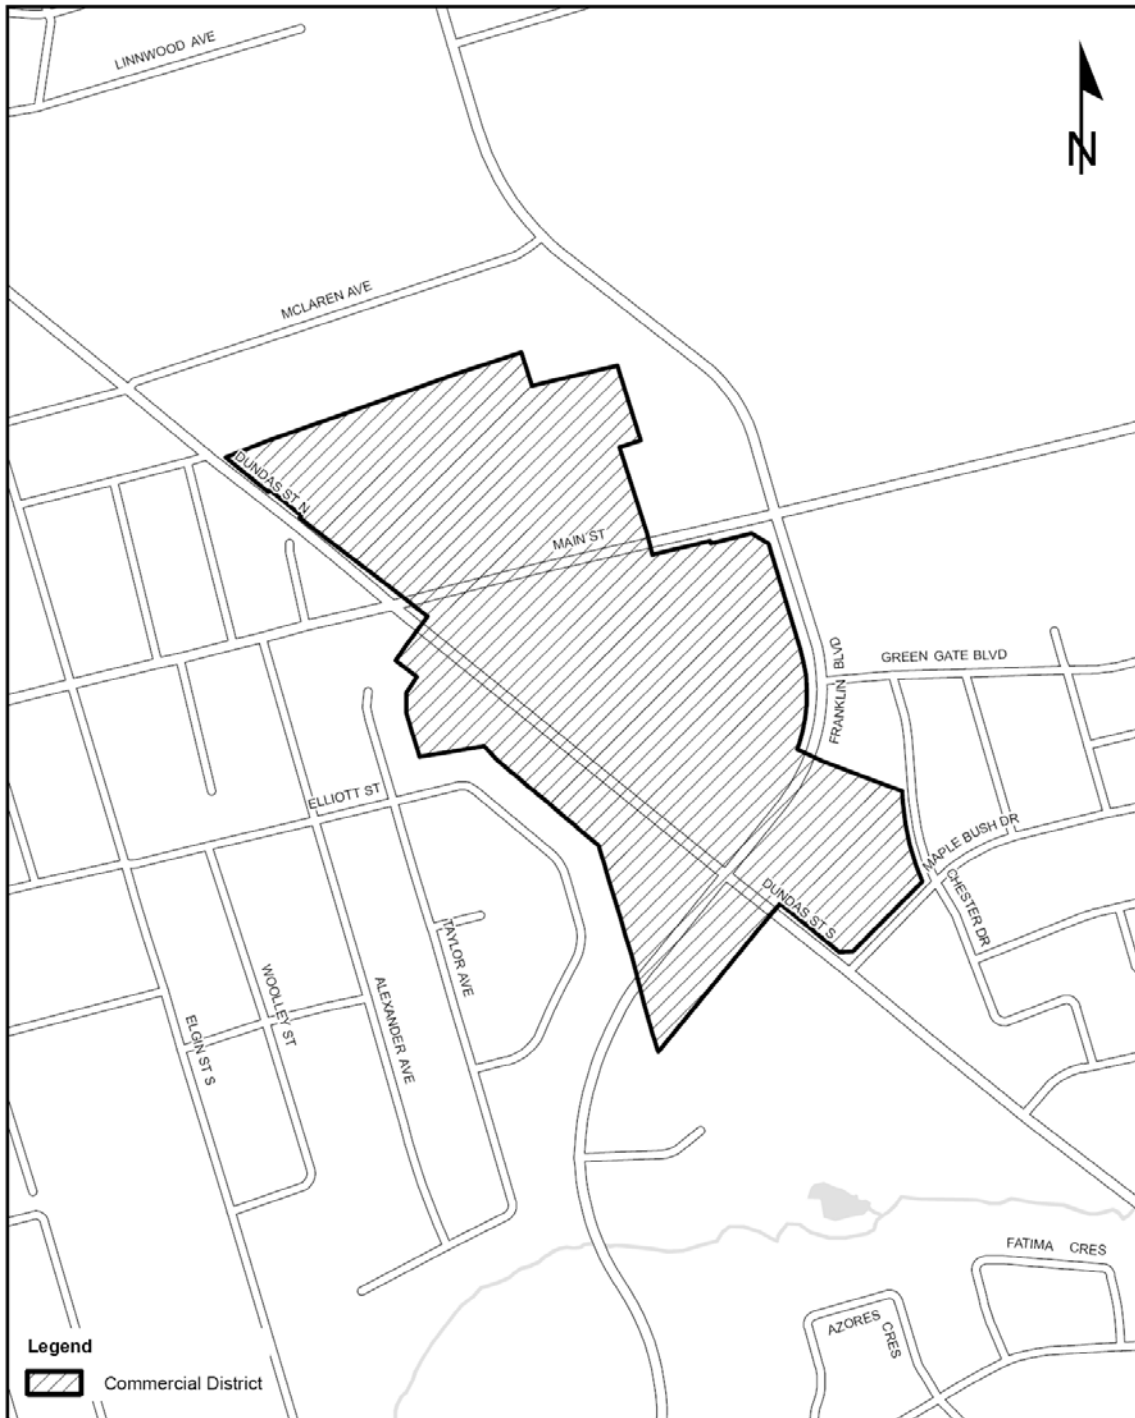 LINNWOOD AVE
N
MCLAREN AVE
DUNDAS ST N
MAIN ST
GREEN GATE BLVD
FRANKLIN BLVD
ELLIOTT ST
MAPLE BUSH DR
DUNDAS ST S
CHESTER DR
TAYLOR AVE
WOOLLEY ST
ALEXANDER AVE
ELGIN ST S
FATIMA CRES
AZORES
CRES
Legend
Commercial District